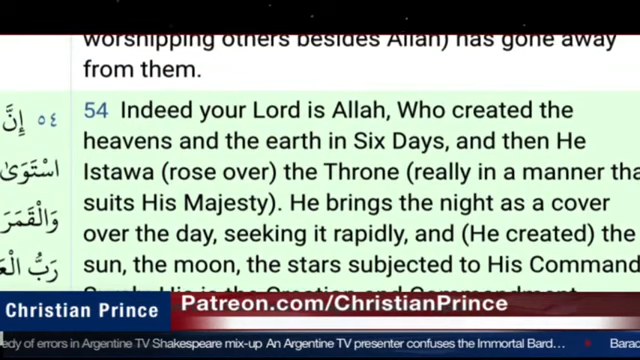 worshipping others besides Allah) has gone away
from them.
54 Indeed your Lord is Allah, Who created the
heavens and the earth in Six Days, and then He
Istawa (rose over) the Throne (really in a manner tha
suits His Majesty). He brings the night as a cover
over the day, seeking it rapidly, and (He created) the
sun, the moon, the stars subjected to His Command
٥٤ إِنَّ
اسْتَوَىٰ
وَالْقَمَرَ
رَبُّ الْعَ
Christian Prince
Patreon.com/ChristianPrince
edy of errors in Argentine TV Shakespeare mix-up An Argentine TV presenter confuses the Immortal Bard... Barac